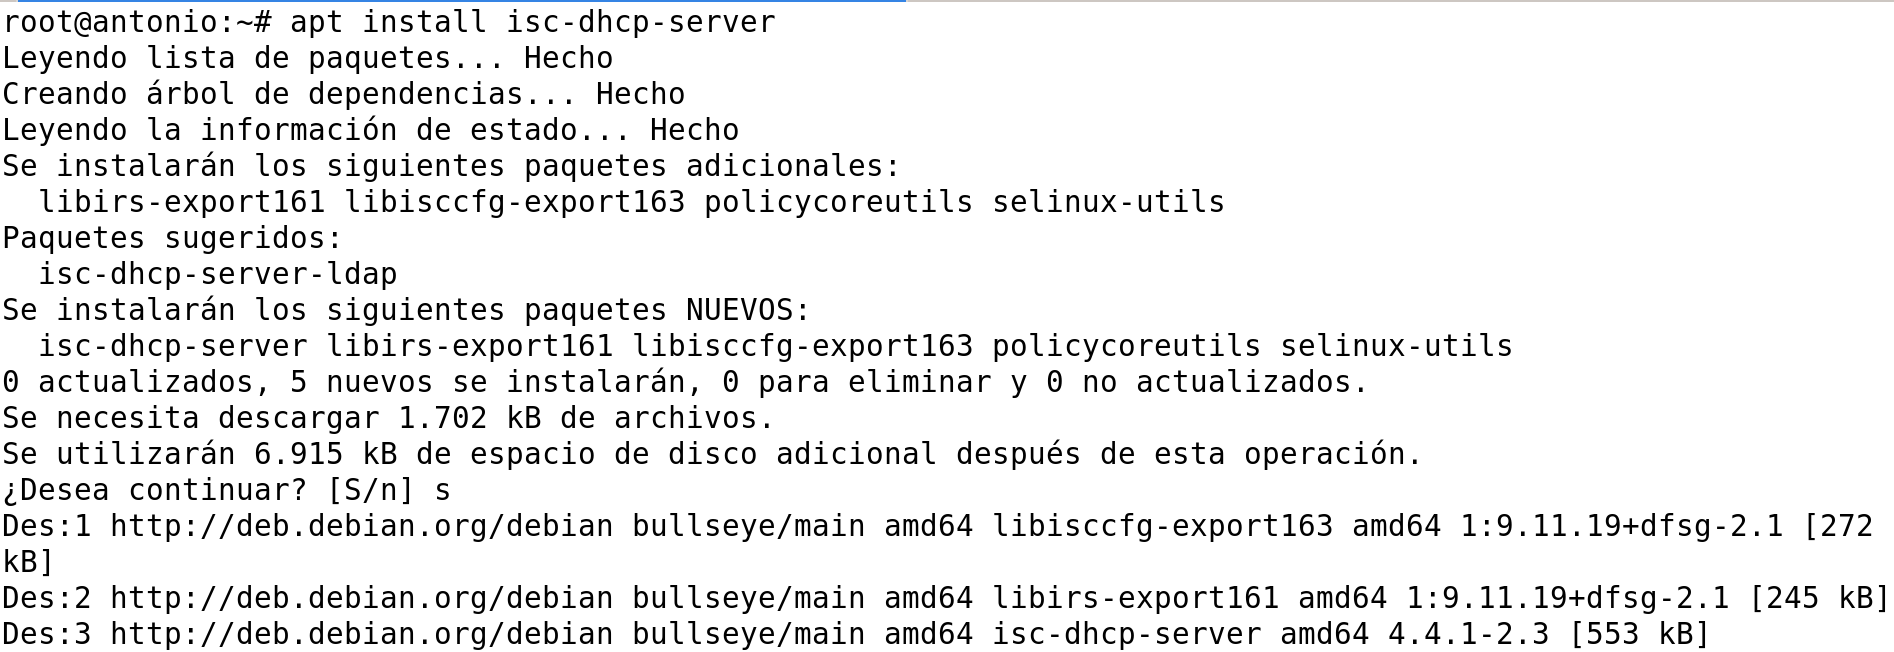 root@antonio:~# apt install isc-dhcp-server
Leyendo lista de paquetes... Hecho
Creando árbol de dependencias... Hecho
Leyendo la información de estado... Hecho
Se instalarán los siguientes paquetes adicionales:
  libirs-export161 libisccfg-export163 policycoreutils selinux-utils
Paquetes sugeridos:
  isc-dhcp-server-ldap
Se instalarán los siguientes paquetes NUEVOS:
  isc-dhcp-server libirs-export161 libisccfg-export163 policycoreutils selinux-utils
0 actualizados, 5 nuevos se instalarán, 0 para eliminar y 0 no actualizados.
Se necesita descargar 1.702 kB de archivos.
Se utilizarán 6.915 kB de espacio de disco adicional después de esta operación.
¿Desea continuar? [S/n] s
Des:1 http://deb.debian.org/debian bullseye/main amd64 libisccfg-export163 amd64 1:9.11.19+dfsg-2.1 [272
kB]
Des:2 http://deb.debian.org/debian bullseye/main amd64 libirs-export161 amd64 1:9.11.19+dfsg-2.1 [245 kB]
Des:3 http://deb.debian.org/debian bullseye/main amd64 isc-dhcp-server amd64 4.4.1-2.3 [553 kB]